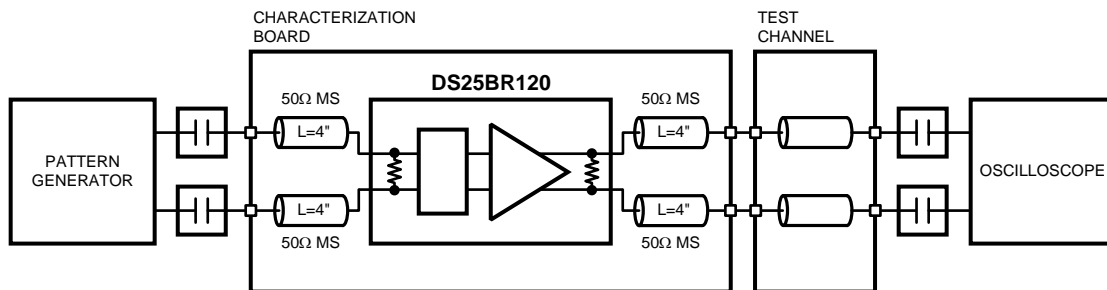 CHARACTERIZATION
BOARD
TEST
CHANNEL
DS25BR120
50Ω MS
50Ω MS
L=4"
L=4"
PATTERN
GENERATOR
OSCILLOSCOPE
L=4"
L=4"
50Ω MS
50Ω MS